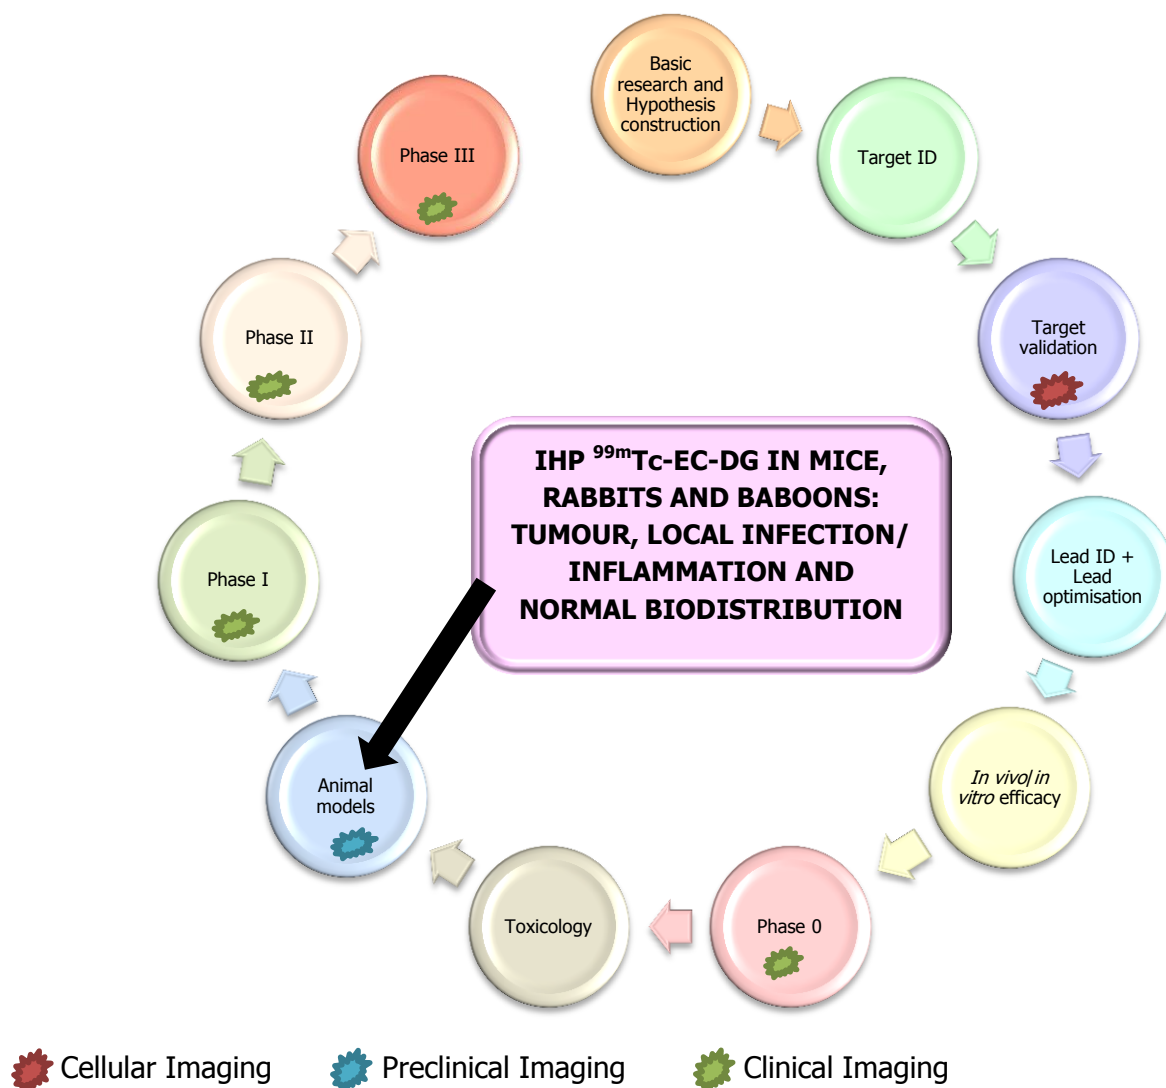 Basic
research and
Hypothesis
construction
Target ID
Target
validation
Lead ID +
Lead
optimisation
In vivo/in
vitro efficacy
Phase 0
Toxicology
Animal
models
Phase I
Phase II
Phase III
IHP 99mTc-EC-DG IN MICE,
RABBITS AND BABOONS:
TUMOUR, LOCAL INFECTION/
INFLAMMATION AND
NORMAL BIODISTRIBUTION
Cellular Imaging
Preclinical Imaging
Clinical Imaging